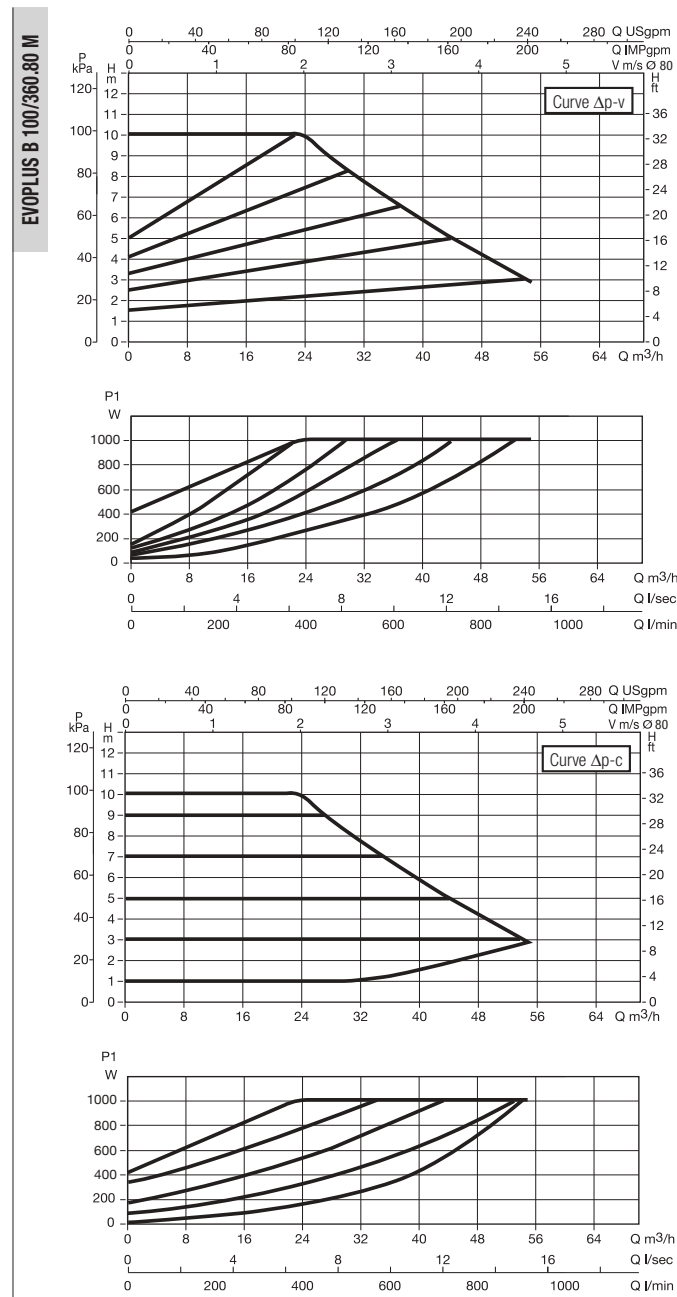 EVOPLUS B 100/360.80 M
0 40 80 120 160 200 240 280 Q USgpm
0 40 80 120 160 200 Q IMPgpm
0 1 2 3 4 5 V m/s Ø 80
P kPa
H m
H ft
Curve Δp-v
120 100 80 60 40 20 0
12 11 10 9 8 7 6 5 4 3 2 1 0
36 32 28 24 20 16 12 8 4 0
0 8 16 24 32 40 48 56 64 Q m3/h
P1
W
1000
800
600
400
200
0
0 8 16 24 32 40 48 56 64 Q m3/h
0 4 8 12 16 Q l/sec
0 200 400 600 800 1000 Q l/min
0 40 80 120 160 200 240 280 Q USgpm
0 40 80 120 160 200 Q IMPgpm
0 1 2 3 4 5 V m/s Ø 80
P kPa
H m
H ft
Curve Δp-c
120 100 80 60 40 20 0
12 11 10 9 8 7 6 5 4 3 2 1 0
36 32 28 24 20 16 12 8 4 0
0 8 16 24 32 40 48 56 64 Q m3/h
P1
W
1000
800
600
400
200
0
0 8 16 24 32 40 48 56 64 Q m3/h
0 4 8 12 16 Q l/sec
0 200 400 600 800 1000 Q l/min